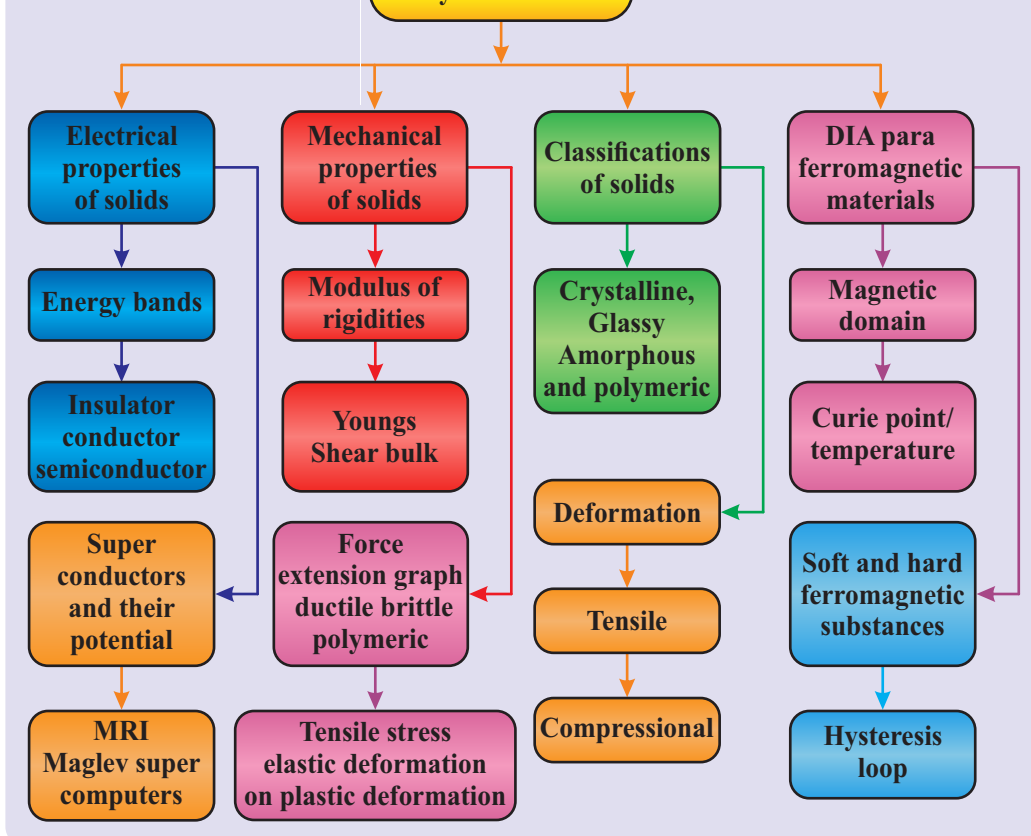 Electrical
properties
of solids
Mechanical
properties
of solids
Classifications
of solids
DIA para
ferromagnetic
materials
Energy bands
Modulus of
rigidities
Crystalline,
Glassy
Amorphous
and polymeric
Magnetic
domain
Insulator
conductor
semiconductor
Youngs
Shear bulk
Curie point/
temperature
Super
conductors
and their
potential
Force
extension graph
ductile brittle
polymeric
Deformation
Tensile
Compressional
Soft and hard
ferromagnetic
substances
MRI
Maglev super
computers
Tensile stress
elastic deformation
on plastic deformation
Hysteresis
loop